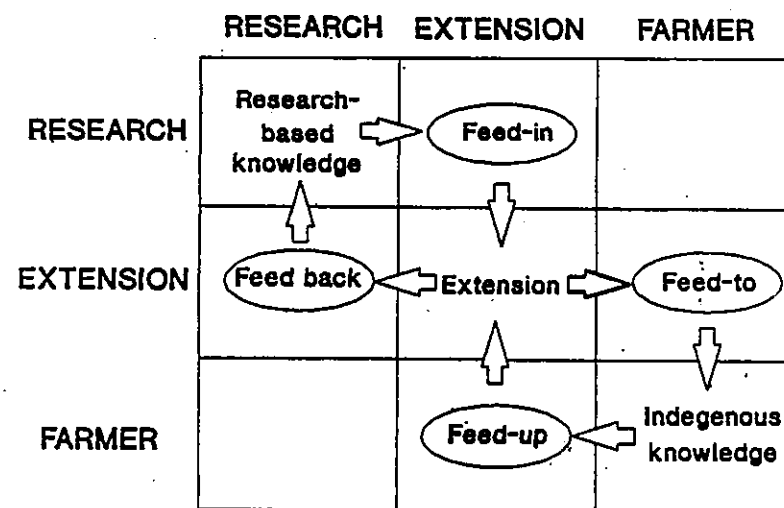 RESEARCH EXTENSION FARMER
RESEARCH
Research-
based
knowledge
Feed-in
EXTENSION
Feed back
Extension
Feed-to
FARMER
Feed-up
Indegenous
knowledge